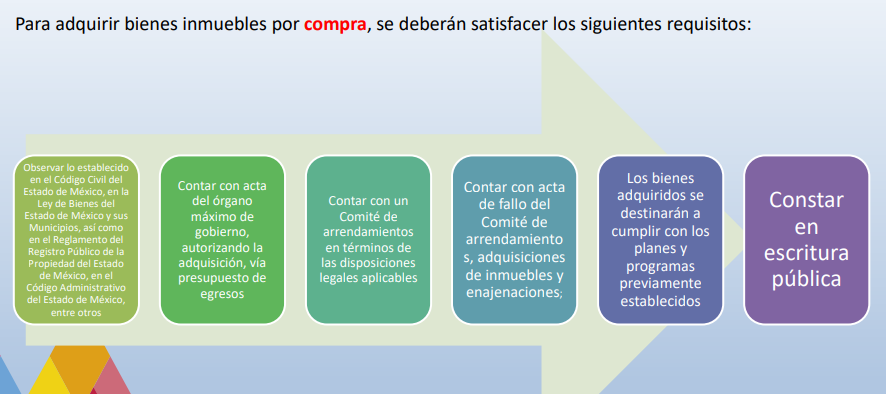 Para adquirir bienes inmuebles por compra, se deberán satisfacer los siguientes requisitos:
Observar lo establecido
en el Código Civil del
Estado de México, en la
Ley de Bienes del
Estado de México y sus
Municipios, así como
en el Reglamento del
Registro Público de la
Propiedad del Estado
de México, en el
Código Administrativo
del Estado de México,
entre otros
Contar con acta
del órgano
máximo de
gobierno,
autorizando la
adquisición, vía
presupuesto de
egresos
Contar con un
Comité de
arrendamientos
en términos de
las disposiciones
legales aplicables
Contar con acta
de fallo del
Comité de
arrendamiento
s, adquisiciones
de inmuebles y
enajenaciones;
Los bienes
adquiridos se
destinarán a
cumplir con los
planes y
programas
previamente
establecidos
Constar
en
escritura
pública